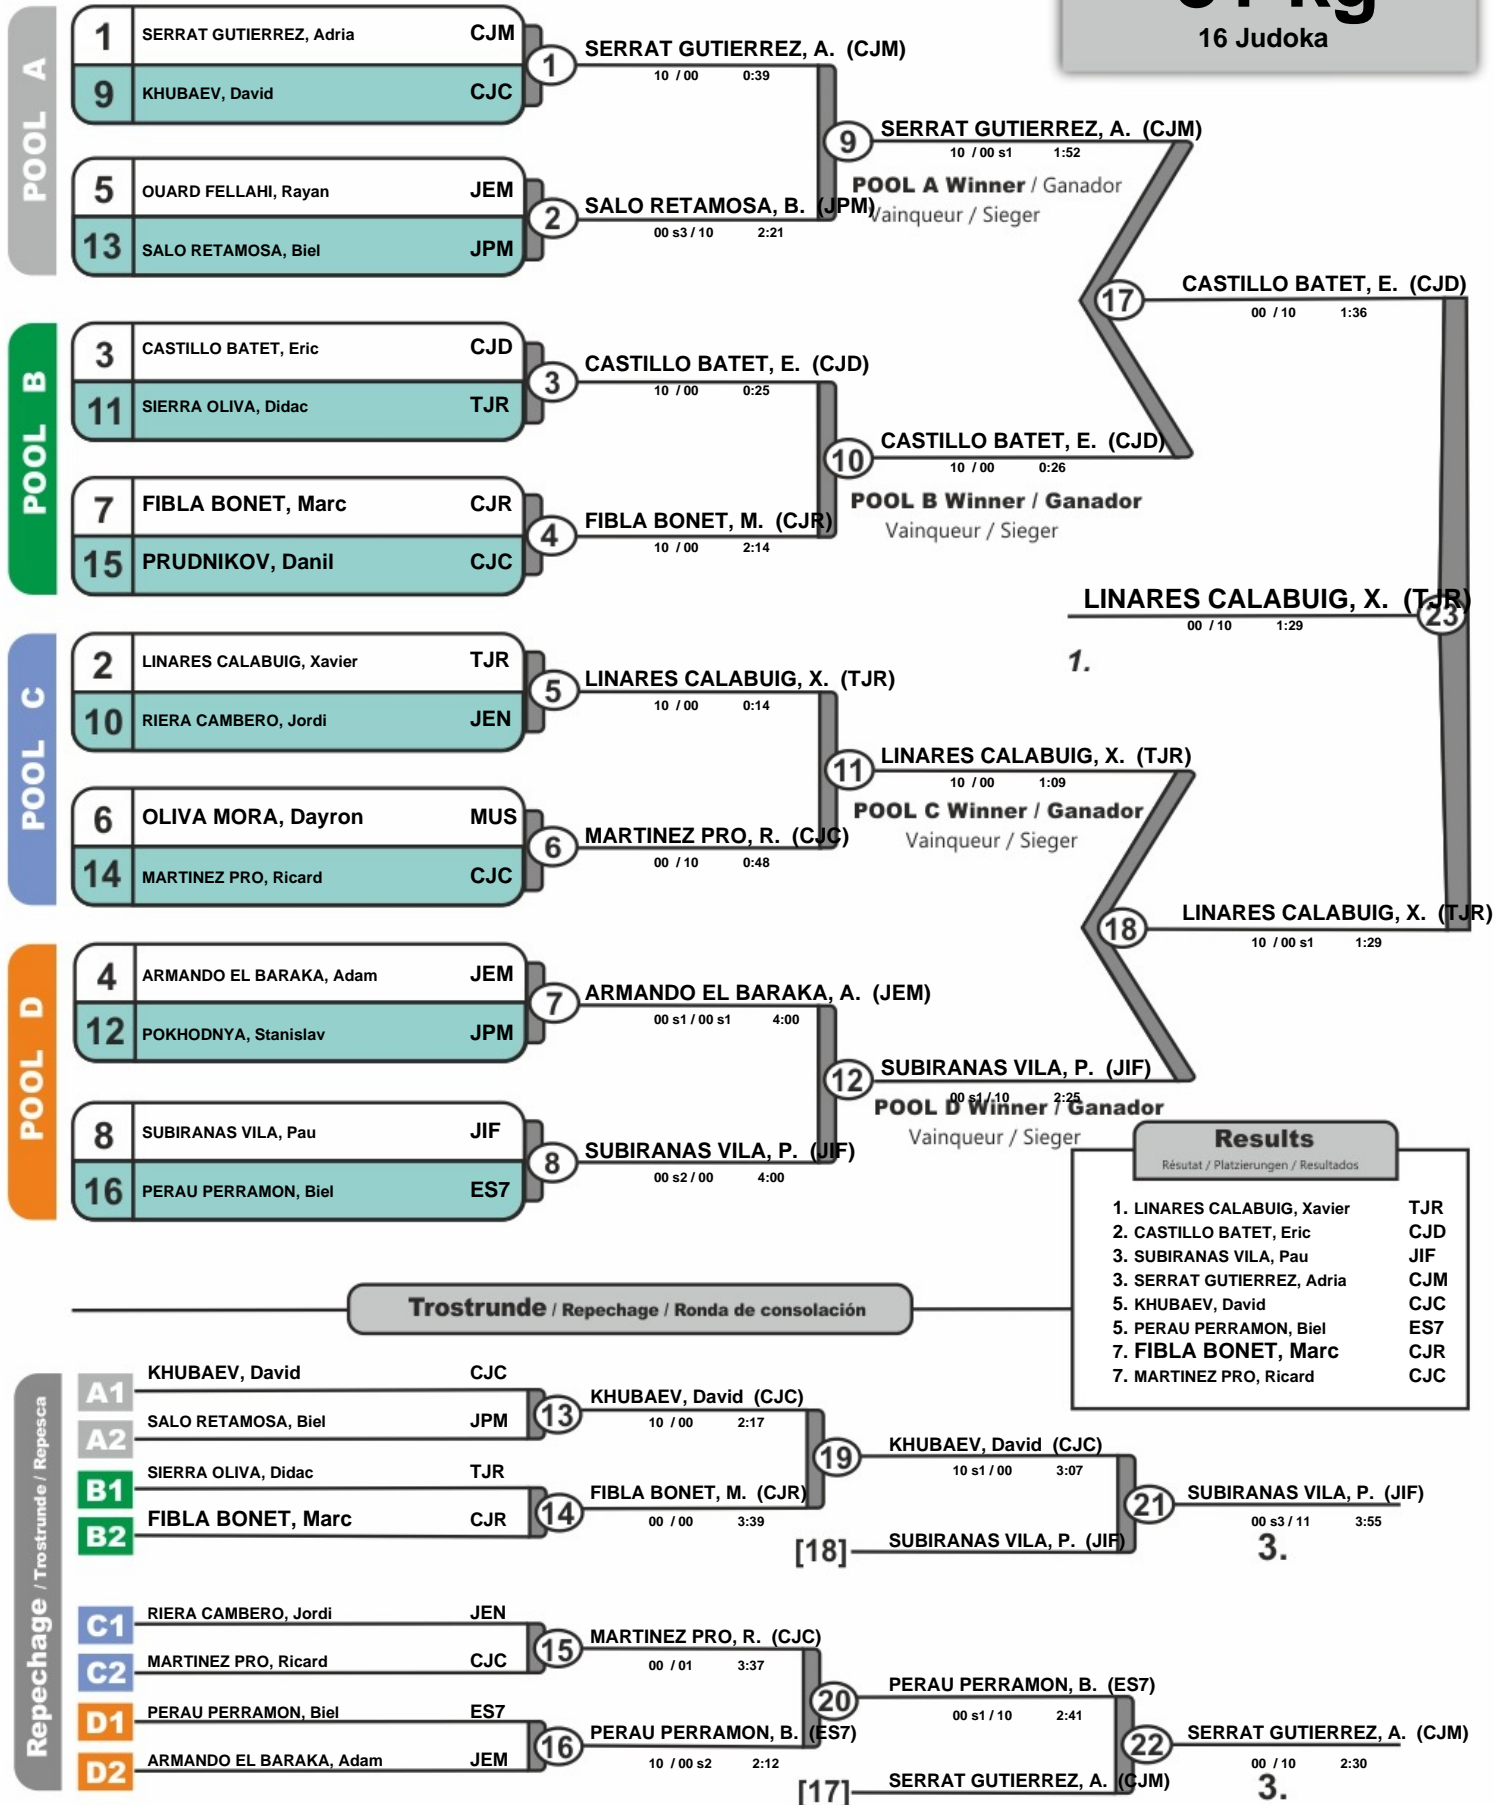 16 Judoka
POOL A
1 SERRAT GUTIERREZ, Adria CJM
9 KHUBAEV, David CJC
5 OUARD FELLAHI, Rayan JEM
13 SALO RETAMOSA, Biel JPM
1
SERRAT GUTIERREZ, A. (CJM)
10 / 00 0:39
2
SALO RETAMOSA, B. (JPM)
00 s3 / 10 2:21
9
SERRAT GUTIERREZ, A. (CJM)
10 / 00 s1 1:52
POOL A Winner / Ganador
Vainqueur / Sieger
POOL B
3 CASTILLO BATET, Eric CJD
11 SIERRA OLIVA, Didac TJR
7 FIBLA BONET, Marc CJR
15 PRUDNIKOV, Danil CJC
3
CASTILLO BATET, E. (CJD)
10 / 00 0:25
4
FIBLA BONET, M. (CJR)
10 / 00 2:14
10
CASTILLO BATET, E. (CJD)
10 / 00 0:26
POOL B Winner / Ganador
Vainqueur / Sieger
17
CASTILLO BATET, E. (CJD)
00 / 10 1:36
LINARES CALABUIG, X. (TJR)
23
00 / 10 1:29
1.
POOL C
2 LINARES CALABUIG, Xavier TJR
10 RIERA CAMBERO, Jordi JEN
6 OLIVA MORA, Dayron MUS
14 MARTINEZ PRO, Ricard CJC
5
LINARES CALABUIG, X. (TJR)
10 / 00 0:14
6
MARTINEZ PRO, R. (CJC)
00 / 10 0:48
11
LINARES CALABUIG, X. (TJR)
10 / 00 1:09
POOL C Winner / Ganador
Vainqueur / Sieger
18
LINARES CALABUIG, X. (TJR)
10 / 00 s1 1:29
POOL D
4 ARMANDO EL BARAKA, Adam JEM
12 POKHODNYA, Stanislav JPM
8 SUBIRANAS VILA, Pau JIF
16 PERAU PERRAMON, Biel ES7
7
ARMANDO EL BARAKA, A. (JEM)
00 s1 / 00 s1 4:00
8
SUBIRANAS VILA, P. (JIF)
00 s2 / 00 4:00
12
SUBIRANAS VILA, P. (JIF)
00 s1 / 10 2:25
POOL D Winner / Ganador
Vainqueur / Sieger
Results
Résutat / Platzierungen / Resultados
1. LINARES CALABUIG, Xavier TJR
2. CASTILLO BATET, Eric CJD
3. SUBIRANAS VILA, Pau JIF
3. SERRAT GUTIERREZ, Adria CJM
5. KHUBAEV, David CJC
5. PERAU PERRAMON, Biel ES7
7. FIBLA BONET, Marc CJR
7. MARTINEZ PRO, Ricard CJC
Trostrunde / Repechage / Ronda de consolación
Repechage / Trostrunde / Repesca
A1 KHUBAEV, David CJC
A2 SALO RETAMOSA, Biel JPM
B1 SIERRA OLIVA, Didac TJR
B2 FIBLA BONET, Marc CJR
13
KHUBAEV, David (CJC)
10 / 00 2:17
14
FIBLA BONET, M. (CJR)
00 / 00 3:39
19
KHUBAEV, David (CJC)
10 s1 / 00 3:07
[18] SUBIRANAS VILA, P. (JIF)
21
SUBIRANAS VILA, P. (JIF)
00 s3 / 11 3:55
3.
C1 RIERA CAMBERO, Jordi JEN
C2 MARTINEZ PRO, Ricard CJC
D1 PERAU PERRAMON, Biel ES7
D2 ARMANDO EL BARAKA, Adam JEM
15
MARTINEZ PRO, R. (CJC)
00 / 01 3:37
16
PERAU PERRAMON, B. (ES7)
10 / 00 s2 2:12
20
PERAU PERRAMON, B. (ES7)
00 s1 / 10 2:41
[17] SERRAT GUTIERREZ, A. (CJM)
22
SERRAT GUTIERREZ, A. (CJM)
00 / 10 2:30
3.